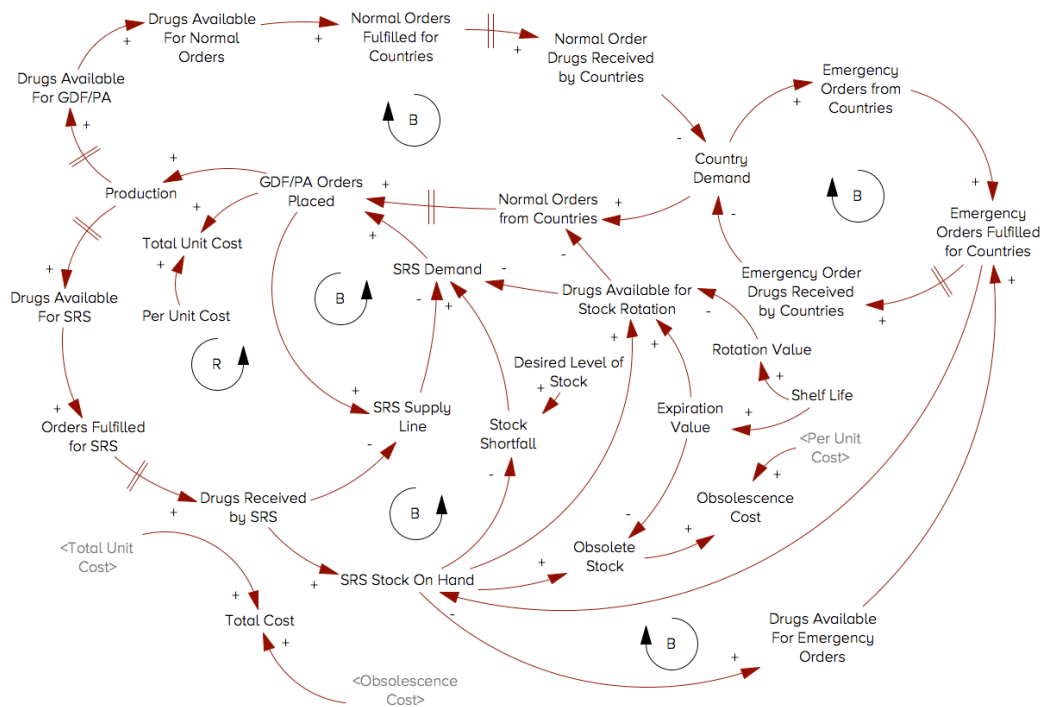 Drugs Available
For Normal
Orders
Normal Orders
Fulfilled for
Countries
Normal Order
Drugs Received
by Countries
Emergency
Orders from
Countries
Drugs Available
For GDF/PA
B
Country
Demand
B
Production
GDF/PA Orders
Placed
Normal Orders
from Countries
Emergency
Orders Fulfilled
for Countries
Total Unit Cost
SRS Demand
Drugs Available for
Stock Rotation
Emergency Order
Drugs Received
by Countries
Drugs Available
For SRS
Per Unit Cost
B
Rotation Value
R
Desired Level of
Stock
Shelf Life
Orders Fulfilled
for SRS
SRS Supply
Line
Stock
Shortfall
Expiration
Value
<Per Unit
Cost>
Drugs Received
by SRS
B
Obsolescence
Cost
<Total Unit
Cost>
Obsolete
Stock
SRS Stock On Hand
Total Cost
B
Drugs Available
For Emergency
Orders
<Obsolescence
Cost>